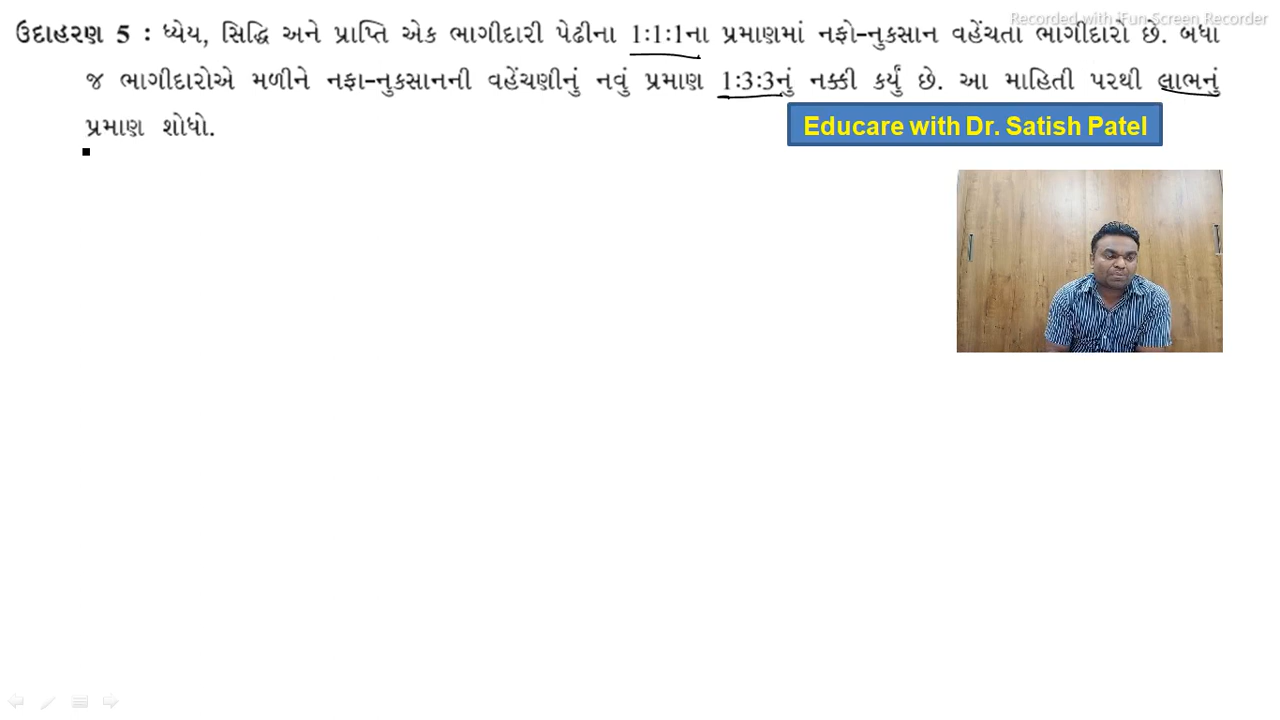 Recorded with iFun Screen Recorder
ઉદાહરણ 5 : ધ્યેય, સિદ્ધિ અને પ્રાપ્તિ એક ભાગીદારી પેઢીના 1:1:1ના પ્રમાણમાં નફો-નુકસાન વહેંચતા ભાગીદારો છે. બધા
જ ભાગીદારોએ મળીને નફા-નુકસાનની વહેંચણીનું નવું પ્રમાણ 1:3:3નું નક્કી કર્યું છે. આ માહિતી પરથી લાભનું
પ્રમાણ શોધો.
Educare with Dr. Satish Patel